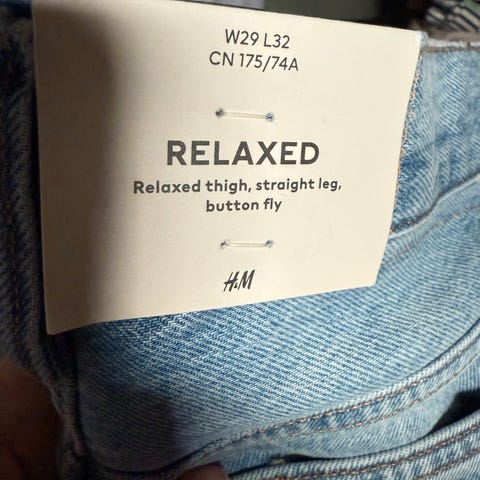 W29 L32
CN 175/74A
RELAXED
Relaxed thigh, straight leg,
button fly
H&M